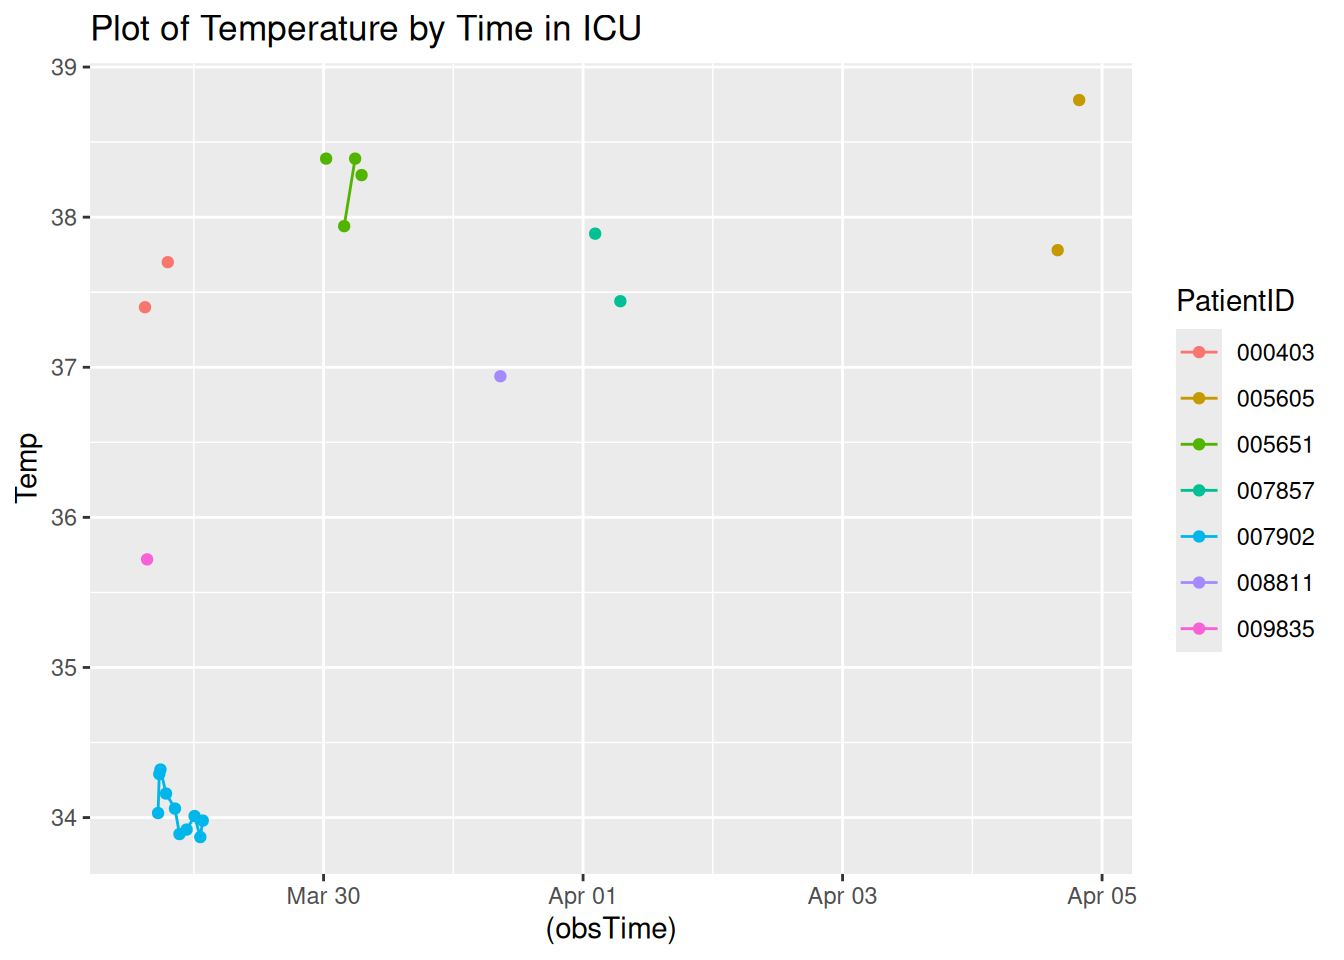 Plot of Temperature by Time in ICU
39
38
37
36
35
34
Temp
Mar 30
Apr 01
Apr 03
Apr 05
(obsTime)
PatientID
000403
005605
005651
007857
007902
008811
009835